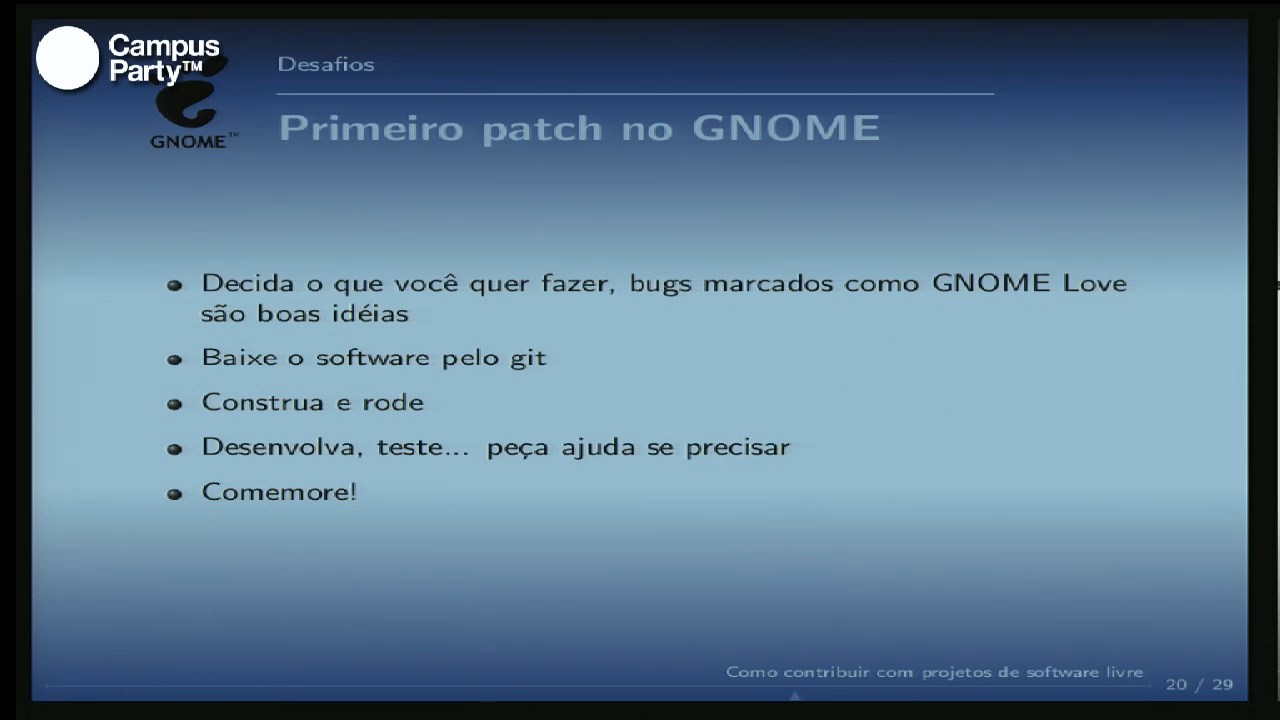 Campus
Party™
GNOME™
Desafios
Primeiro patch no GNOME
Decida o que você quer fazer, bugs marcados como GNOME Love
são boas idéias
Baixe o software pelo git
Construa e rode
Desenvolva, teste... peça ajuda se precisar
Comemore!
Como contribuir com projetos de software livre
20 / 29